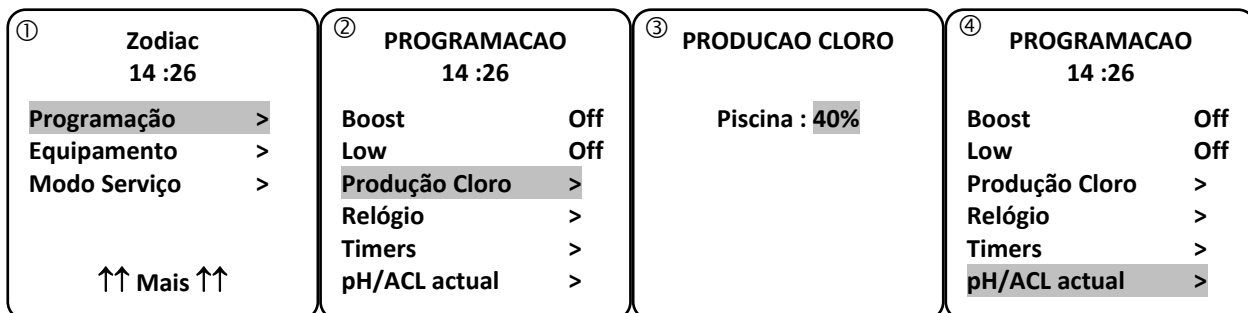 ①
Zodiac
14 :26
Programação >
Equipamento >
Modo Serviço >
↑↑ Mais ↑↑
②
PROGRAMACAO
14 :26
Boost Off
Low Off
Produção Cloro >
Relógio >
Timers >
pH/ACL actual >
③
PRODUCAO CLORO
Piscina : 40%
④
PROGRAMACAO
14 :26
Boost Off
Low Off
Produção Cloro >
Relógio >
Timers >
pH/ACL actual >